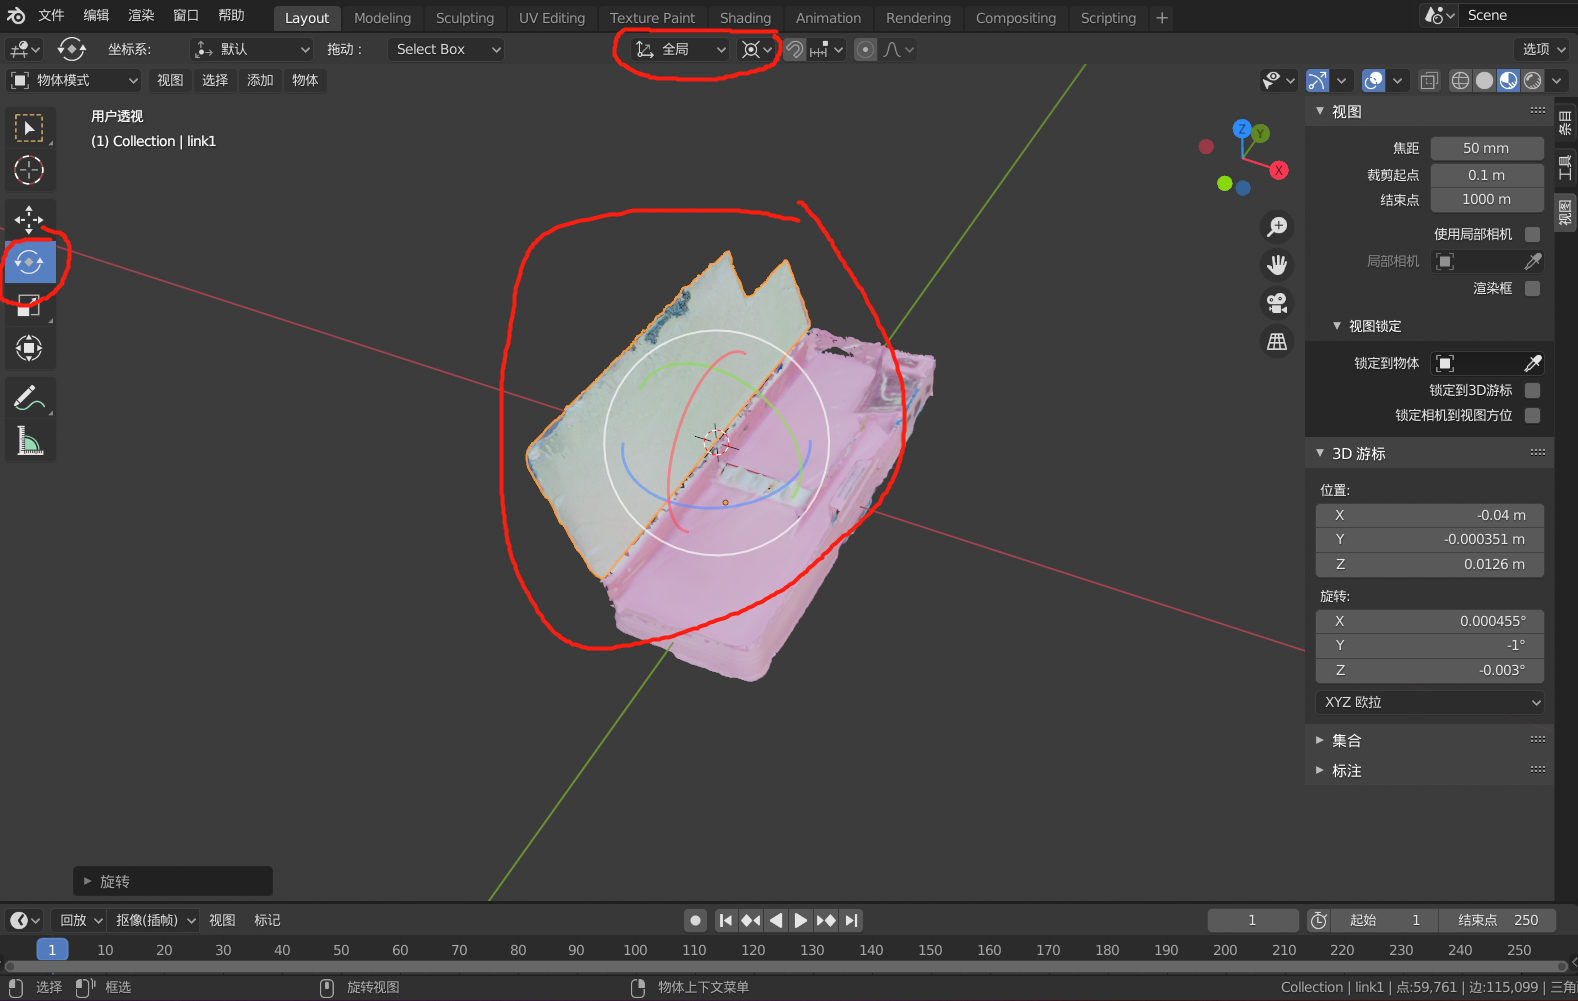 文件 编辑 渲染 窗口 帮助 Layout Modeling Sculpting UV Editing Texture Paint Shading Animation Rendering Compositing Scripting + Scene
坐标系: 默认 拖动: Select Box 全局 选项
物体模式 视图 选择 添加 物体
用户透视
(1) Collection | link1
Z Y
X
视图
焦距 50 mm
裁剪起点 0.1 m
结束点 1000 m
使用局部相机
局部相机
渲染框
视图锁定
锁定到物体
锁定到3D游标
锁定相机到视图方位
3D 游标
位置:
X -0.04 m
Y -0.000351 m
Z 0.0126 m
旋转:
X 0.000455°
Y -1°
Z -0.003°
XYZ 欧拉
集合
标注
条目
工具
视图
旋转
回放 抠像(插帧) 视图 标记 1 起始 1 结束点 250
1 10 20 30 40 50 60 70 80 90 100 110 120 130 140 150 160 170 180 190 200 210 220 230 240 250
选择 框选 旋转视图 物体上下文菜单 Collection | link1 | 点:59,761 | 边:115,099 | 三角